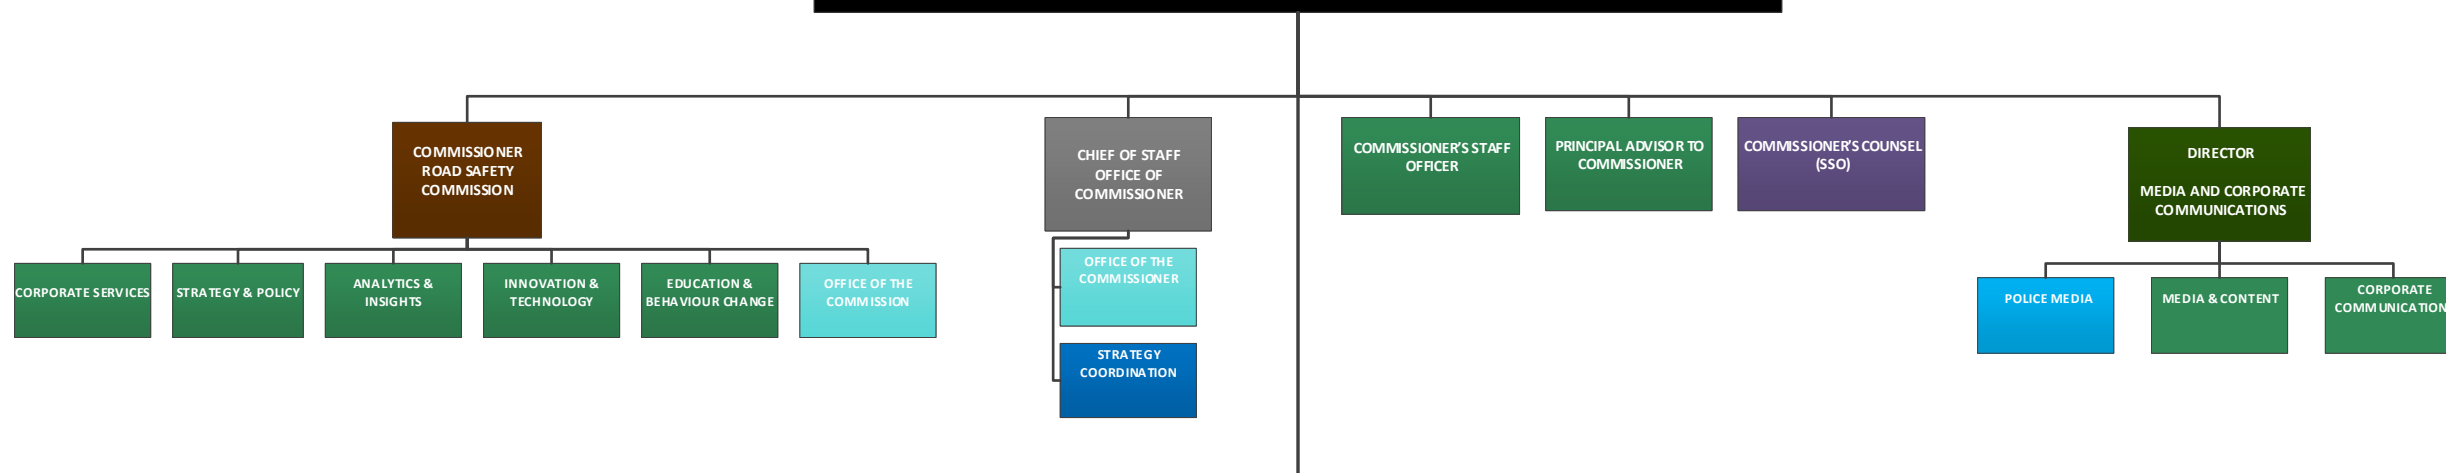 COMMISSIONER
ROAD SAFETY
COMMISSION
CHIEF OF STAFF
OFFICE OF
COMMISSIONER
COMMISSIONER'S STAFF
OFFICER
PRINCIPAL ADVISOR TO
COMMISSIONER
COMMISSIONER'S COUNSEL
(SSO)
DIRECTOR
MEDIA AND CORPORATE
COMMUNICATIONS
CORPORATE SERVICES
STRATEGY & POLICY
ANALYTICS &
INSIGHTS
INNOVATION &
TECHNOLOGY
EDUCATION &
BEHAVIOUR CHANGE
OFFICE OF THE
COMMISSION
OFFICE OF THE
COMMISSIONER
STRATEGY
COORDINATION
POLICE MEDIA
MEDIA & CONTENT
CORPORATE
COMMUNICATION